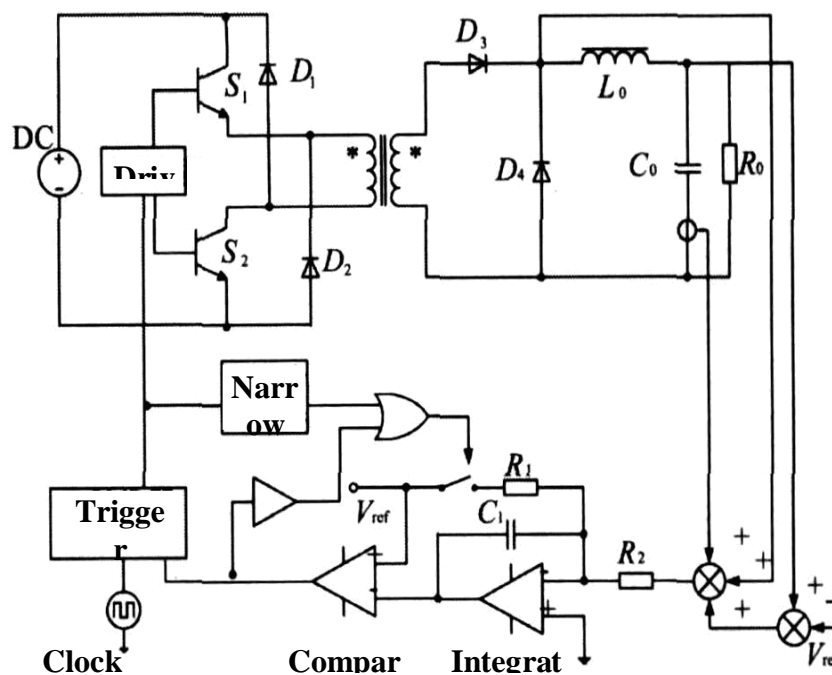 DC
+
-
S1
D1
Driv
S2
D2
*
*
D3
L0
D4
C0
R0
Narr
ow
Trigge
r
Vref
R1
C1
R2
+
-
-
+
+
+
+
+
-
Clock
Compar
Integrat